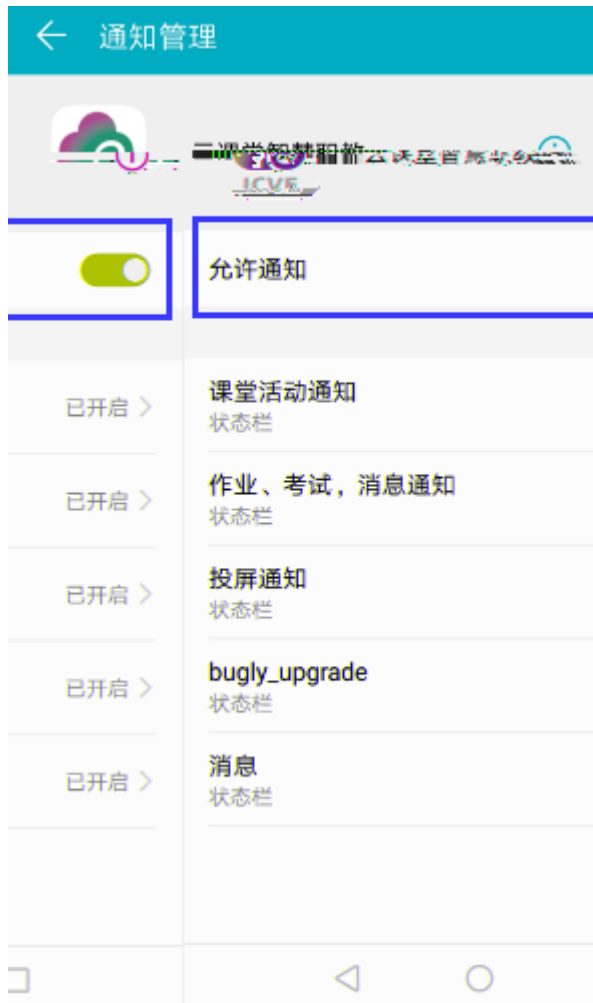 通知管理
ICVE
允许通知
课堂活动通知
状态栏
已开启
作业、考试，消息通知
状态栏
已开启
投屏通知
状态栏
已开启
bugly_upgrade
状态栏
已开启
消息
状态栏
已开启